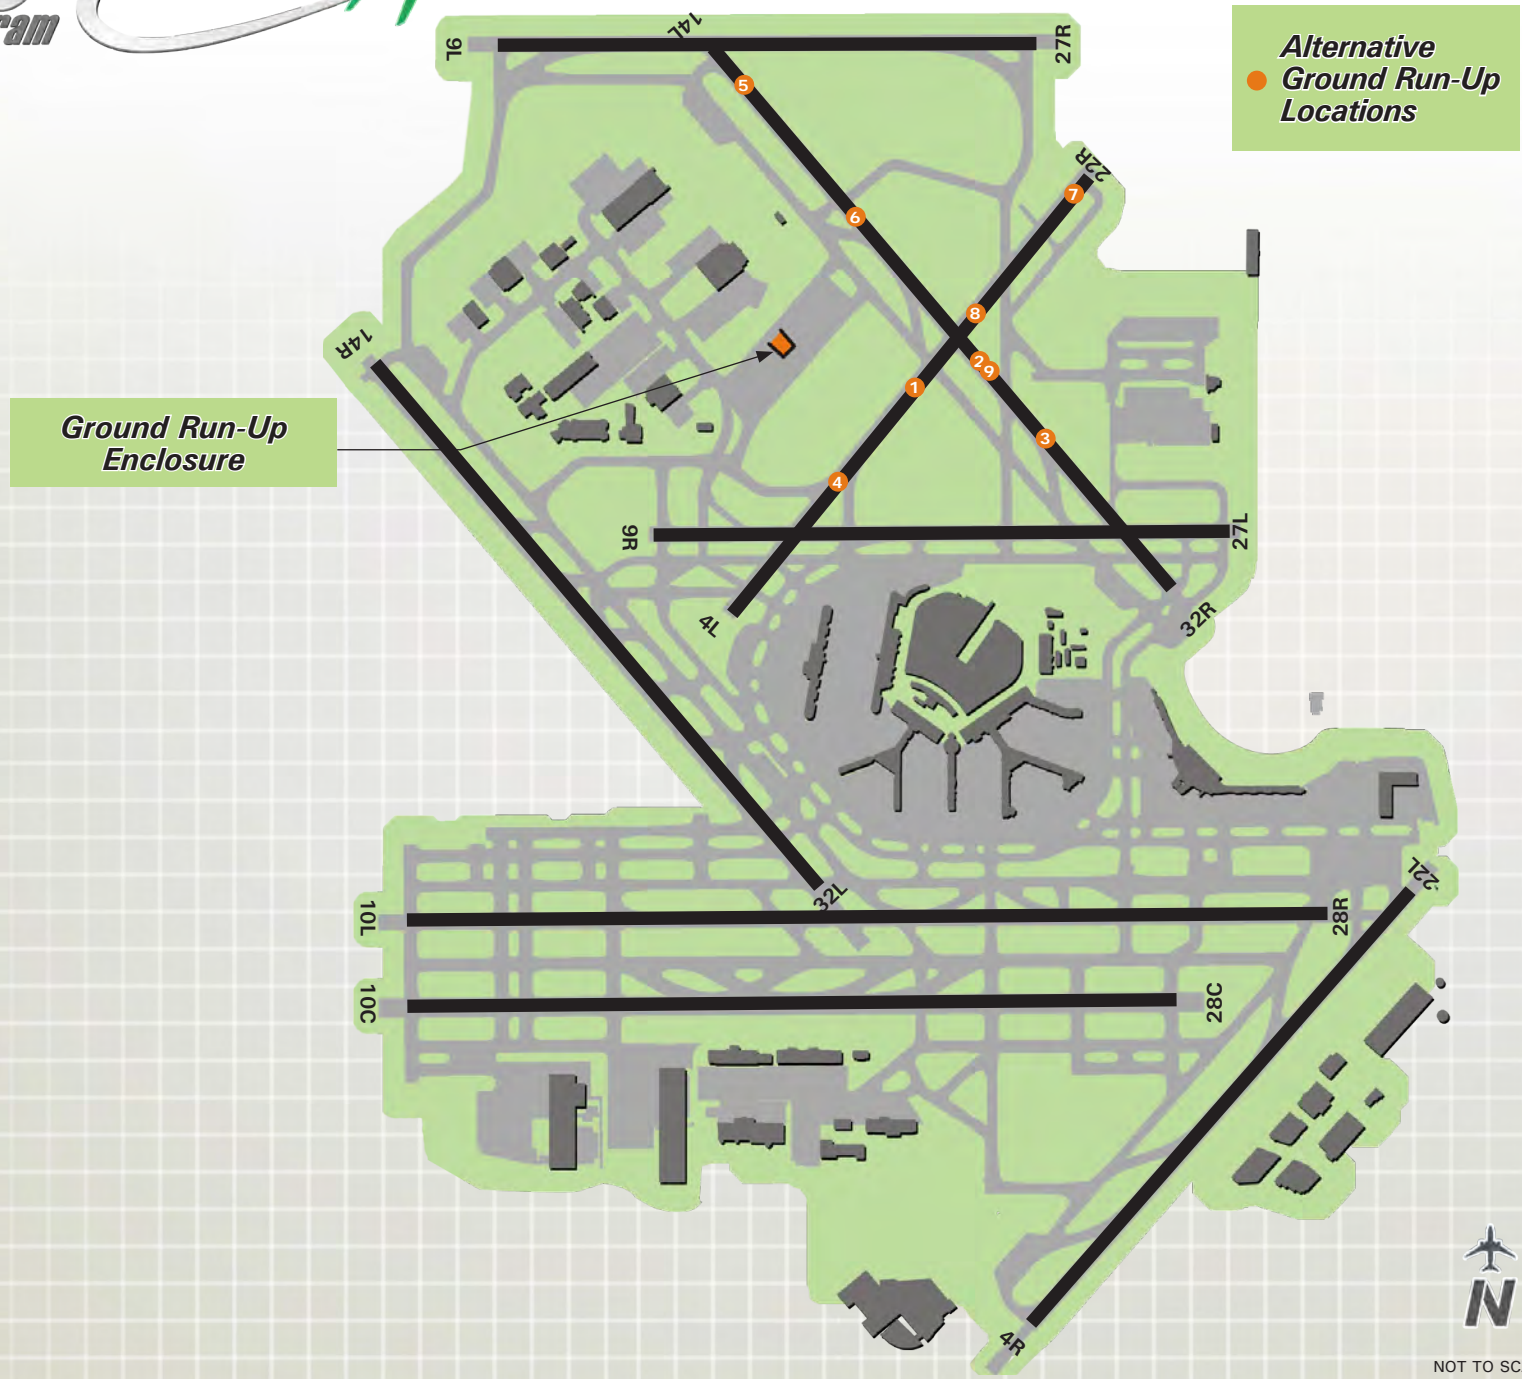 ram
9L
14L
27R
Alternative
Ground Run-Up
Locations
5
22R
7
6
8
14R
2
9
1
3
Ground Run-Up
Enclosure
4
9R
27L
4L
32R
22L
32L
10L
28R
10C
28C
4R
N
NOT TO SC